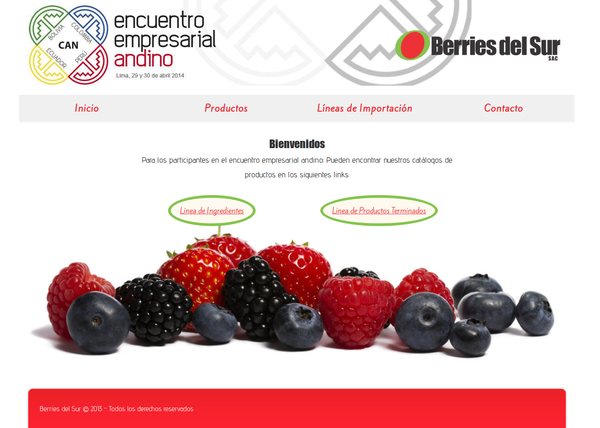 BOLIVIA
COLOMBIA
CAN
ECUADOR
PERU
encuentro
empresarial
andino
Lima, 29 y 30 de abril 2014
Berries del Sur
SAC
Inicio
Productos
Líneas de Importación
Contacto
Bienvenidos
Para los participantes en el encuentro empresarial andino. Pueden encontrar nuestros catálogos de
productos en los siguientes links:
Linea de Ingredientes
Linea de Productos Terminados
Berries del Sur © 2013 - Todos los derechos reservados.